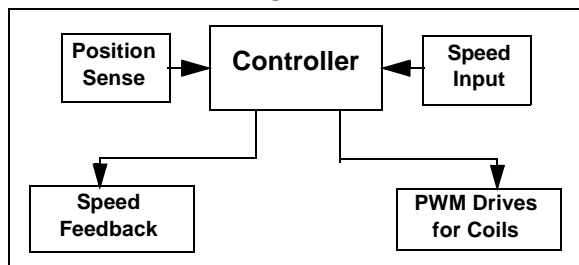 Position
Sense
Controller
Speed
Input
Speed
Feedback
PWM Drives
for Coils